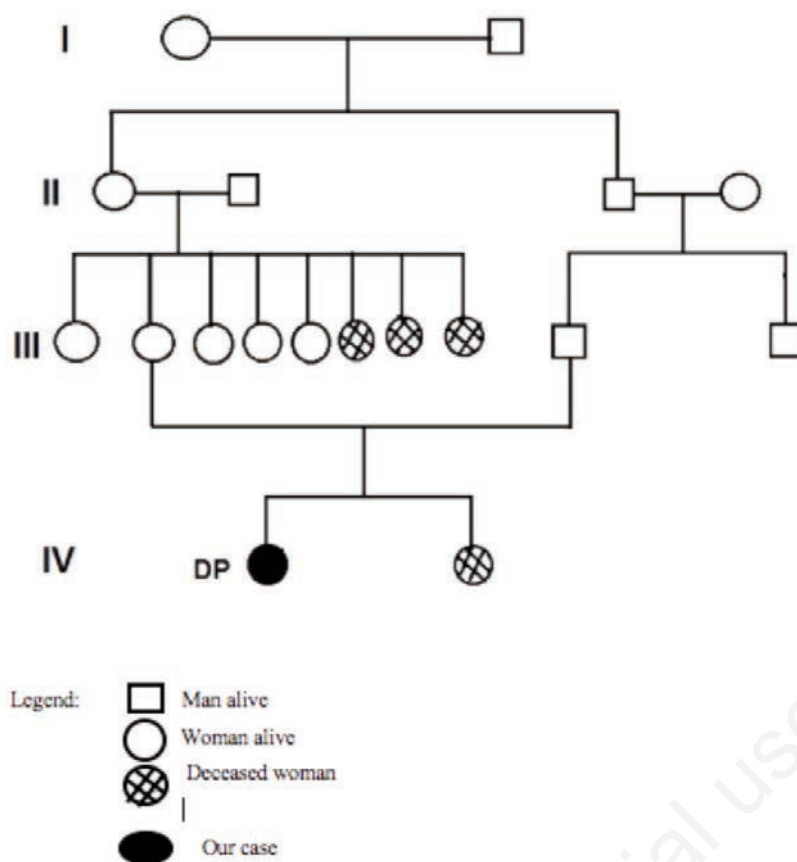 I
II
III
IV
DP
Legend:
Man alive
Woman alive
Deceased woman
Our case